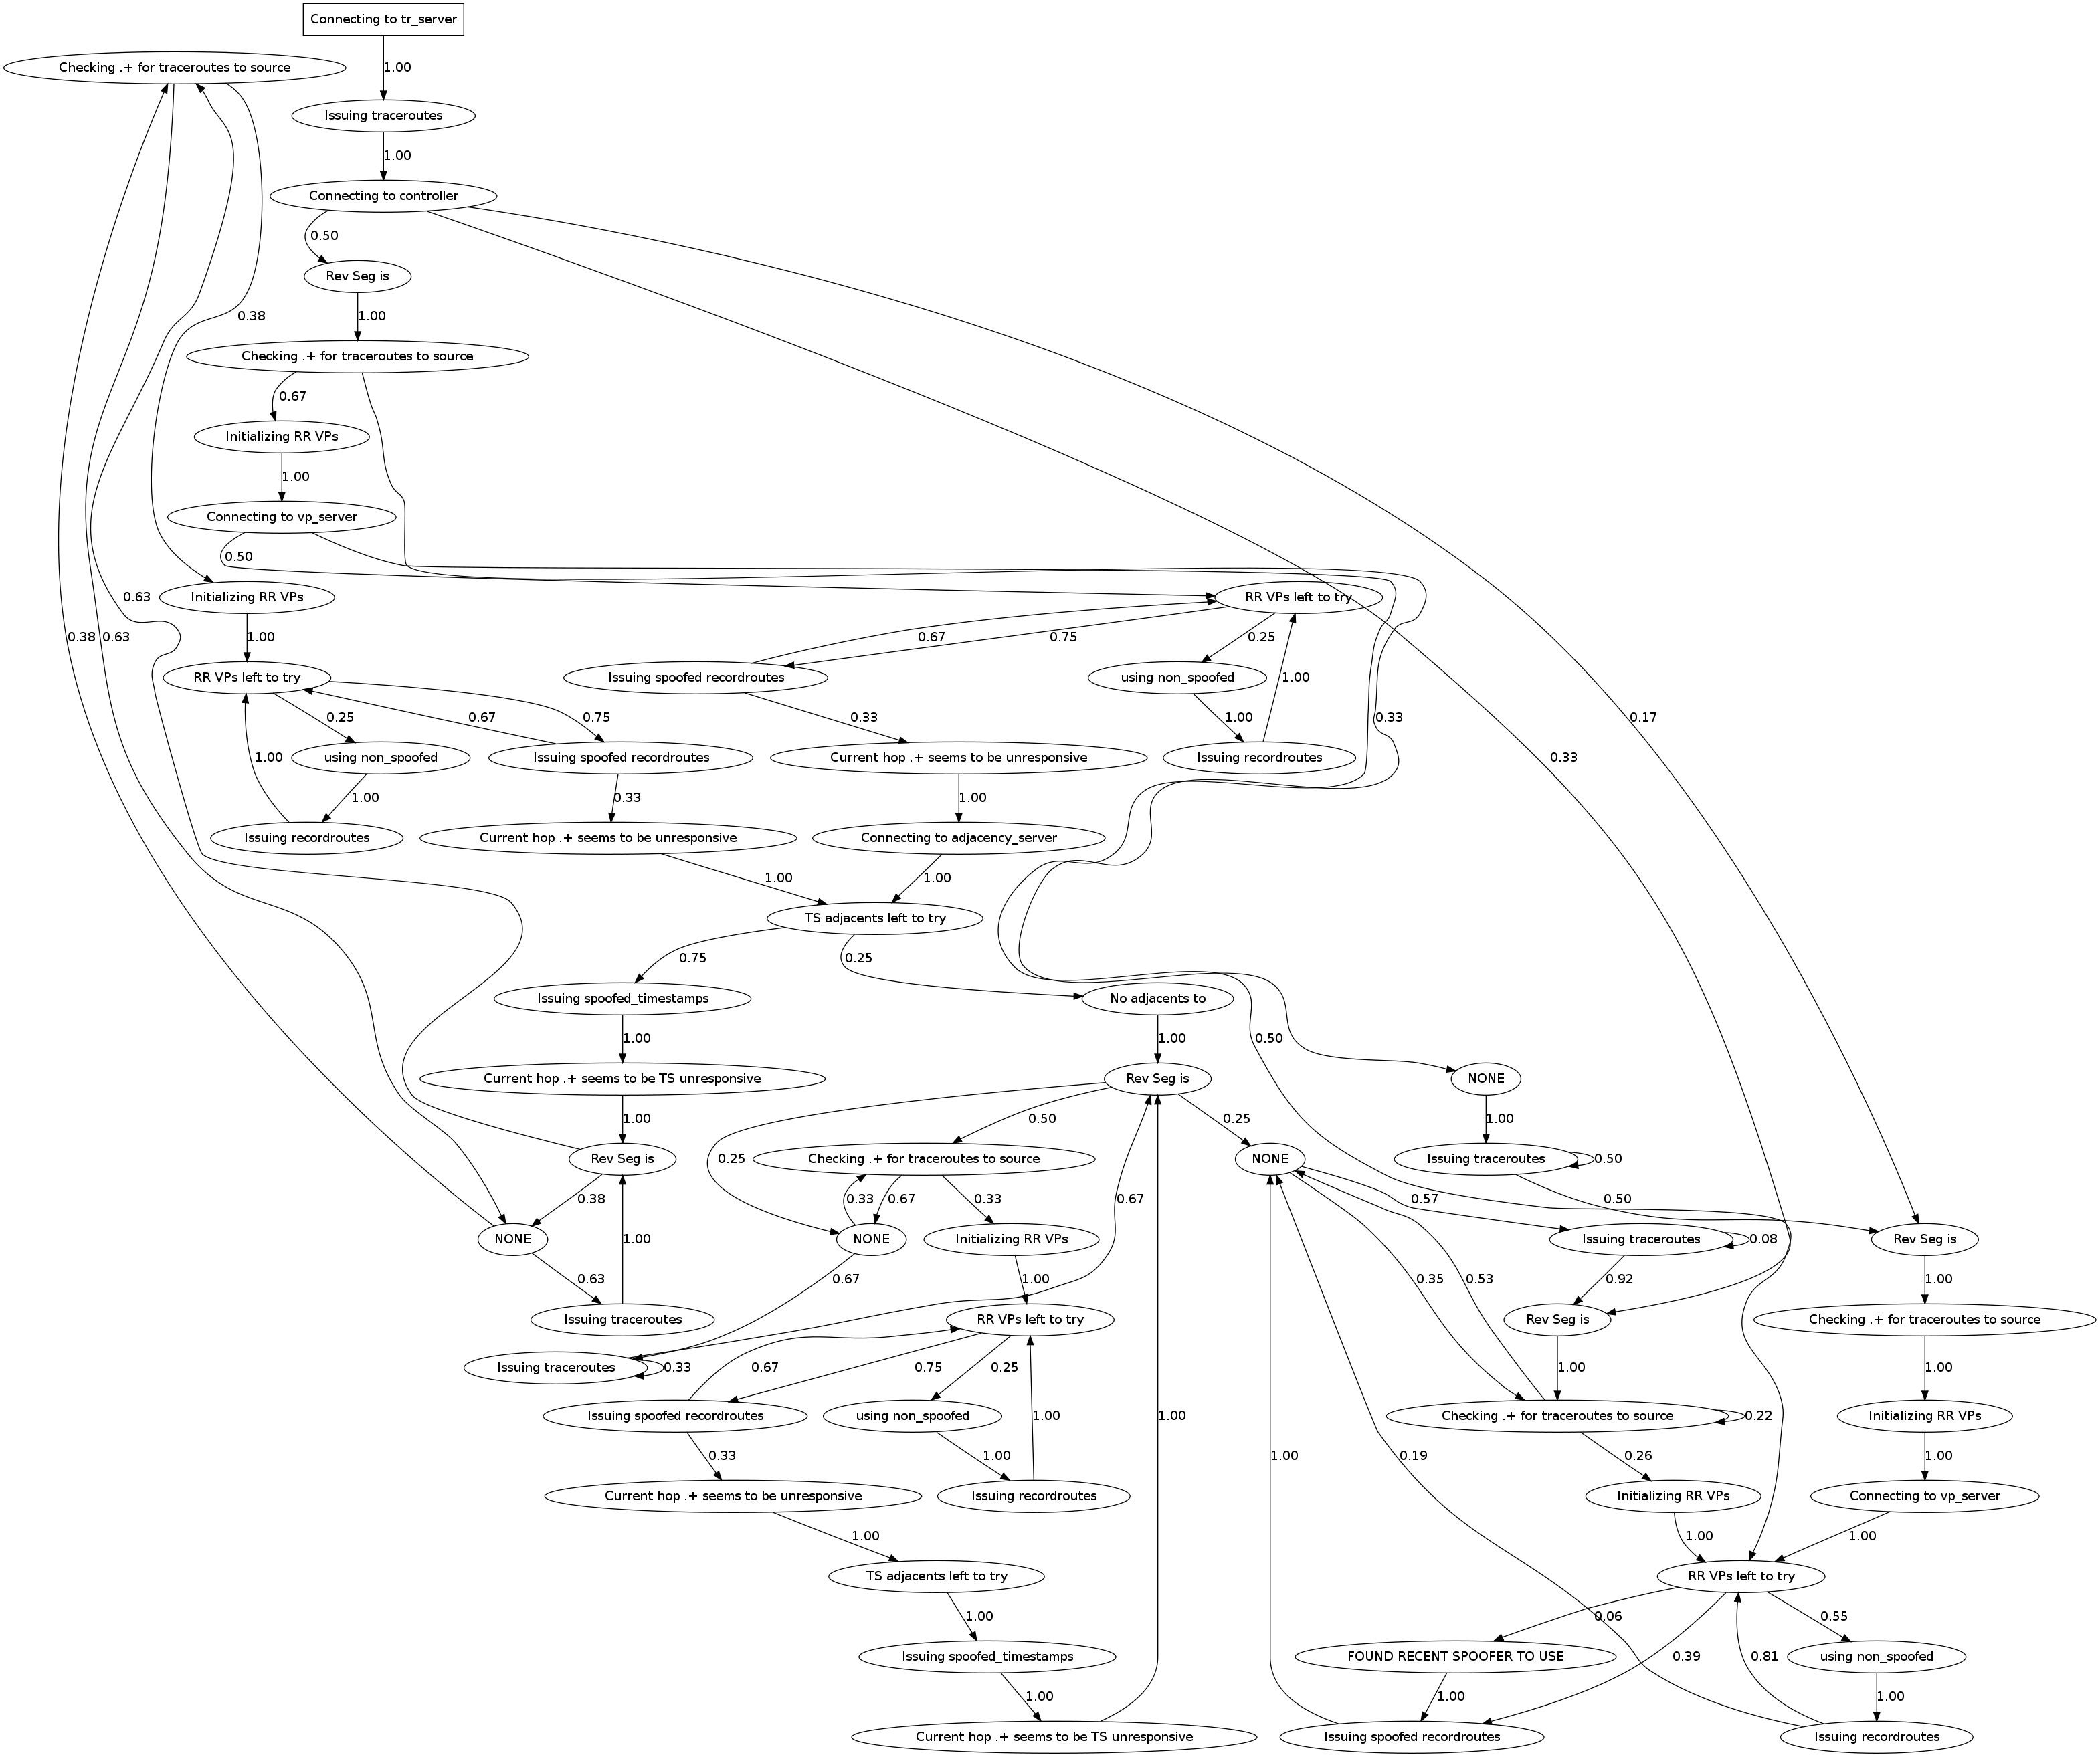 Connecting to tr_server
Checking .+ for traceroutes to source
1.00
Issuing traceroutes
1.00
Connecting to controller
0.50
Rev Seg is
0.38
1.00
Checking .+ for traceroutes to source
0.67
Initializing RR VPs
1.00
Connecting to vp_server
0.50
Initializing RR VPs
RR VPs left to try
0.63
0.38
0.63
1.00
0.67
0.75
0.25
RR VPs left to try
Issuing spoofed recordroutes
using non_spoofed
1.00
0.25
0.67
0.75
0.33
1.00
0.33
0.17
using non_spoofed
Issuing spoofed recordroutes
Current hop .+ seems to be unresponsive
Issuing recordroutes
1.00
0.33
1.00
0.33
1.00
Issuing recordroutes
Current hop .+ seems to be unresponsive
Connecting to adjacency_server
1.00
1.00
TS adjacents left to try
0.75
0.25
Issuing spoofed_timestamps
No adjacents to
1.00
1.00
0.50
Current hop .+ seems to be TS unresponsive
Rev Seg is
NONE
1.00
0.50
0.25
1.00
Rev Seg is
0.25
Checking .+ for traceroutes to source
NONE
Issuing traceroutes
0.50
0.38
0.33
0.67
0.33
0.67
0.57
0.50
NONE
NONE
Initializing RR VPs
Issuing traceroutes
0.08
Rev Seg is
0.63
1.00
0.67
1.00
0.35
0.53
0.92
1.00
Issuing traceroutes
RR VPs left to try
Rev Seg is
Checking .+ for traceroutes to source
Issuing traceroutes
0.33
0.67
0.75
0.25
1.00
1.00
Issuing spoofed recordroutes
using non_spoofed
1.00
1.00
Checking .+ for traceroutes to source
0.22
Initializing RR VPs
0.33
1.00
1.00
0.19
0.26
1.00
Current hop .+ seems to be unresponsive
Issuing recordroutes
Initializing RR VPs
Connecting to vp_server
1.00
1.00
1.00
TS adjacents left to try
RR VPs left to try
1.00
0.06
0.55
Issuing spoofed_timestamps
FOUND RECENT SPOOFER TO USE
0.39
0.81
using non_spoofed
1.00
1.00
1.00
Current hop .+ seems to be TS unresponsive
Issuing spoofed recordroutes
Issuing recordroutes